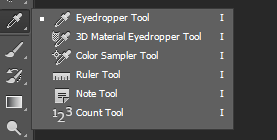 Eyedropper Tool I
3D Material Eyedropper Tool I
Color Sampler Tool I
Ruler Tool I
Note Tool I
123 Count Tool I